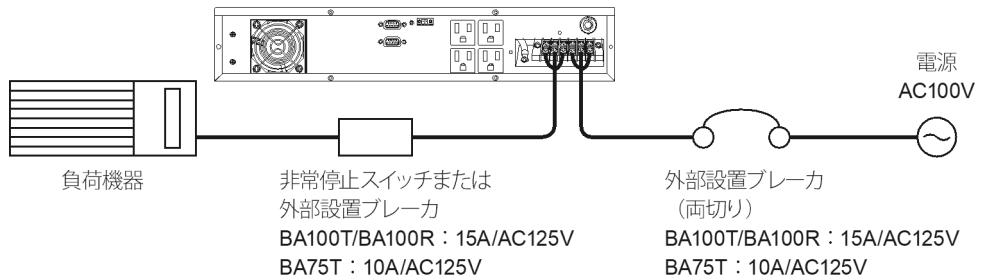 電源
AC100V
負荷機器
非常停止スイッチまたは
外部設置ブレーカ
BA100T/BA100R：15A/AC125V
BA75T：10A/AC125V
外部設置ブレーカ
（両切り）
BA100T/BA100R：15A/AC125V
BA75T：10A/AC125V